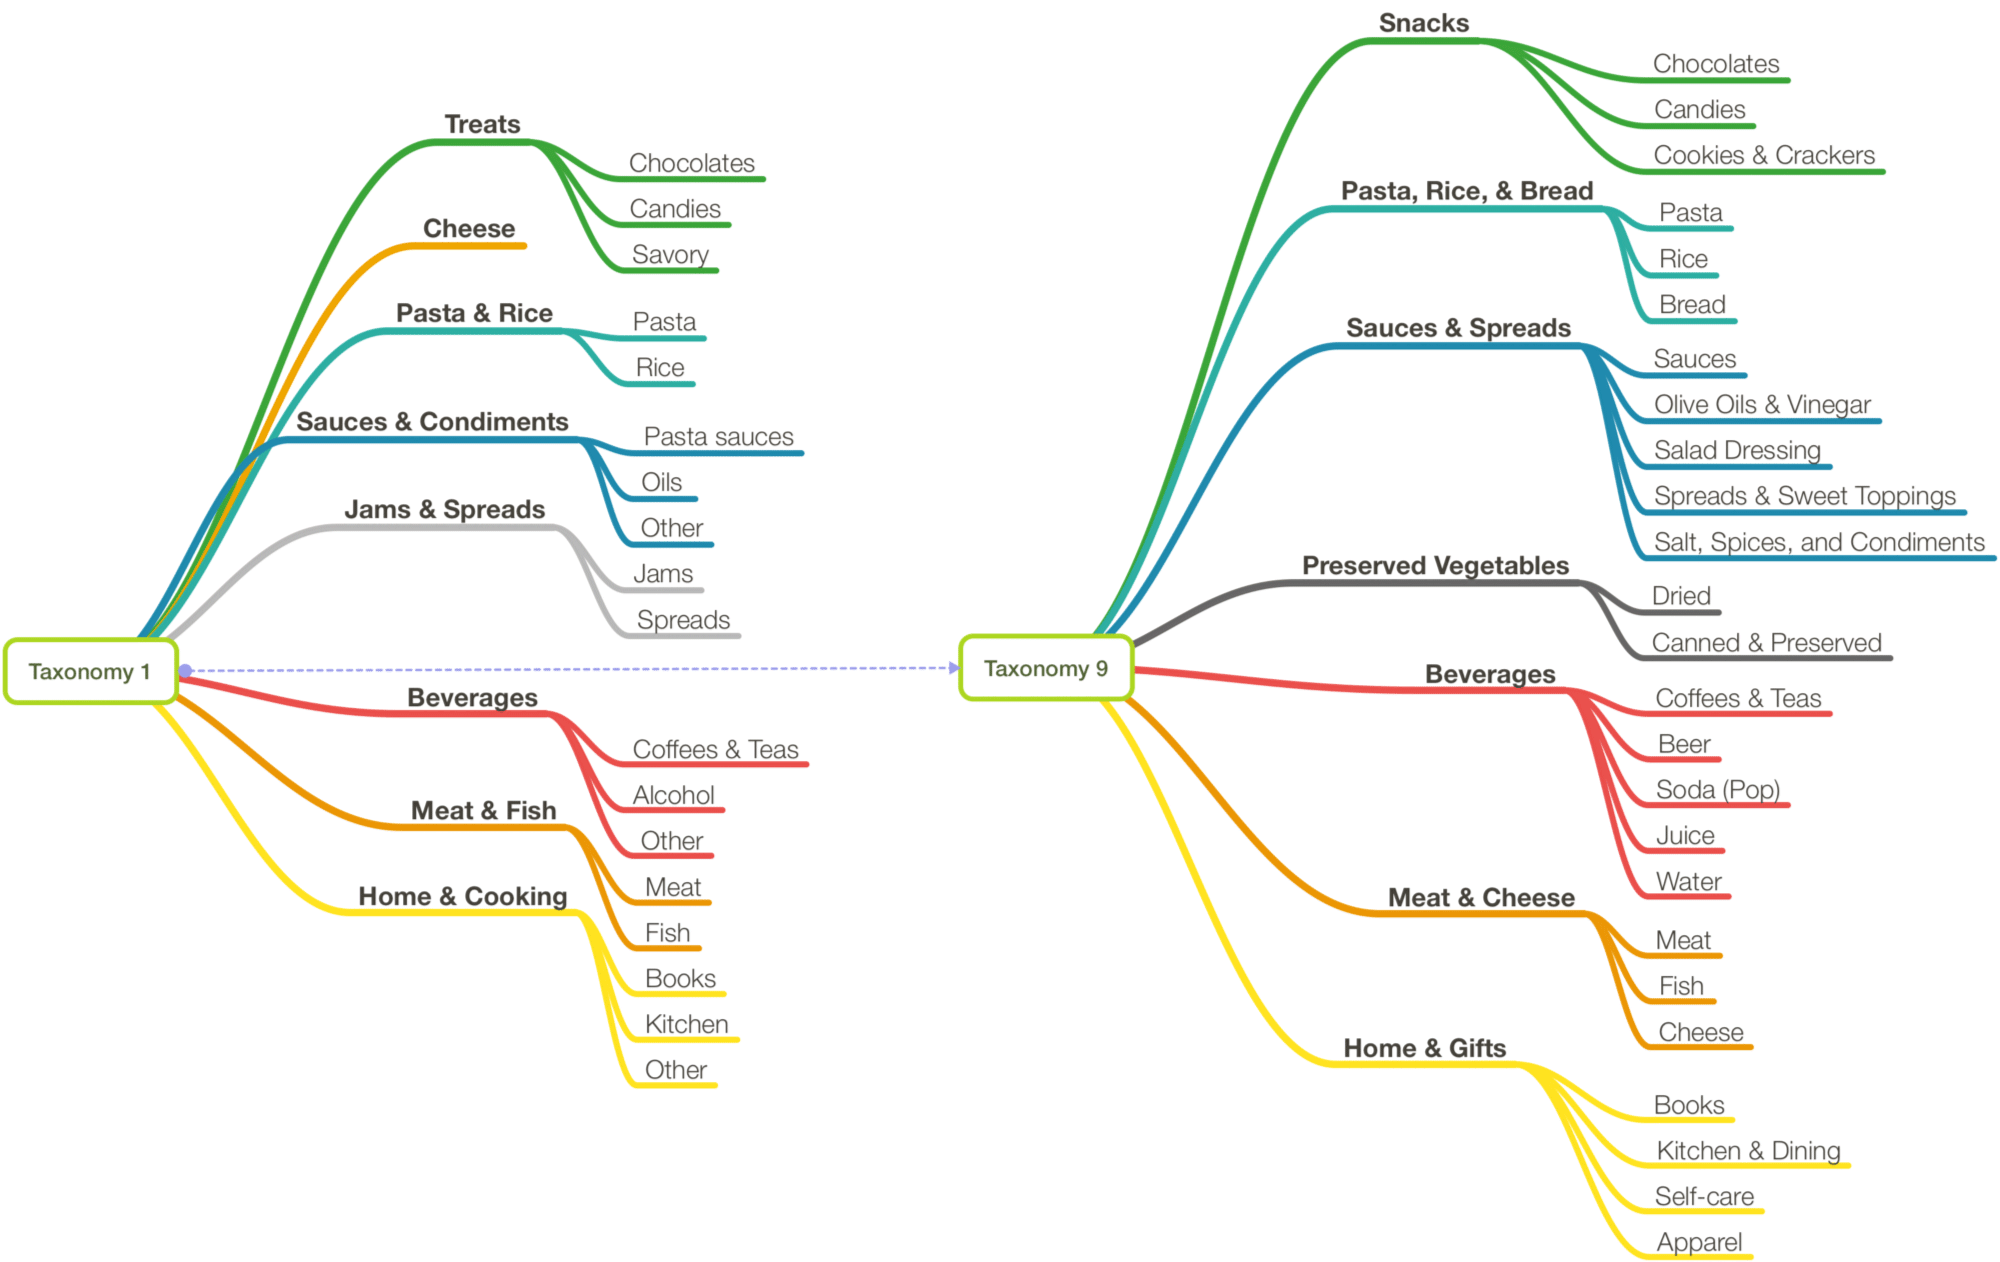 Taxonomy 1
Treats
Chocolates
Candies
Savory
Cheese
Pasta & Rice
Pasta
Rice
Sauces & Condiments
Pasta sauces
Oils
Other
Jams & Spreads
Jams
Spreads
Beverages
Coffees & Teas
Alcohol
Other
Meat & Fish
Meat
Fish
Home & Cooking
Books
Kitchen
Other
Taxonomy 9
Snacks
Chocolates
Candies
Cookies & Crackers
Pasta, Rice, & Bread
Pasta
Rice
Bread
Sauces & Spreads
Sauces
Olive Oils & Vinegar
Salad Dressing
Spreads & Sweet Toppings
Salt, Spices, and Condiments
Preserved Vegetables
Dried
Canned & Preserved
Beverages
Coffees & Teas
Beer
Soda (Pop)
Juice
Water
Meat & Cheese
Meat
Fish
Cheese
Home & Gifts
Books
Kitchen & Dining
Self-care
Apparel